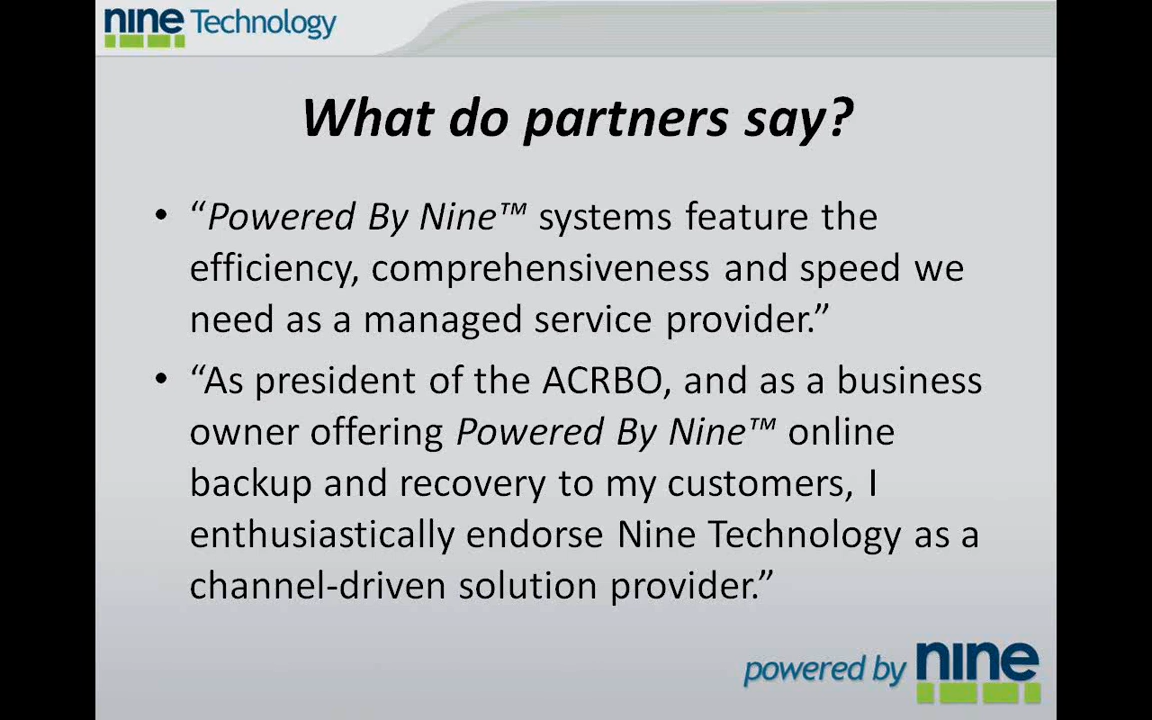 nine Technology
What do partners say?
• “Powered By Nine™ systems feature the
efficiency, comprehensiveness and speed we
need as a managed service provider.”
• “As president of the ACRBO, and as a business
owner offering Powered By Nine™ online
backup and recovery to my customers, I
enthusiastically endorse Nine Technology as a
channel-driven solution provider.”
powered by nine